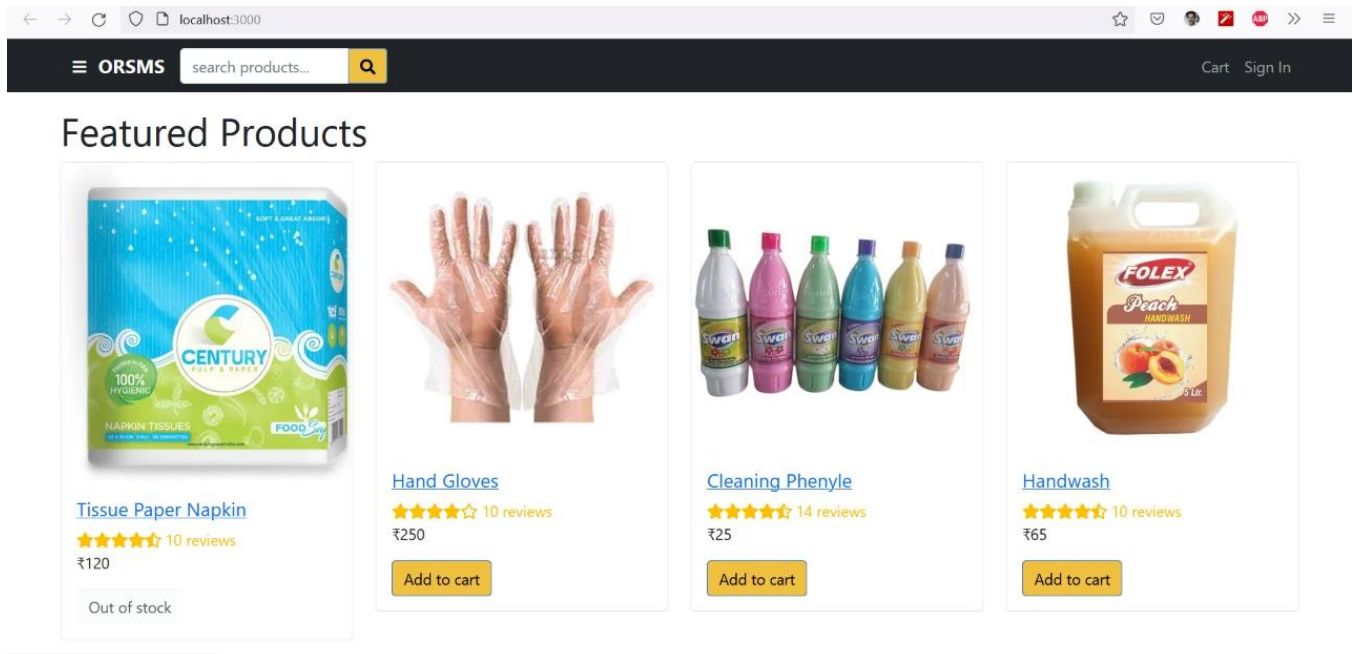 localhost:3000
ABP
ORSMS
search products...
Cart Sign In
Featured Products
SOFT & GREAT ABSORB
CENTURY
CENTURY
PULP & PAPER
100%
HYGIENIC
NAPKIN TISSUES
FOOD
Tissue Paper Napkin
10 reviews
₹120
Out of stock
Hand Gloves
10 reviews
₹250
Add to cart
Swan
Swan
Swan
Swan
Swan
Swan
Cleaning Phenyle
14 reviews
₹25
Add to cart
FOLEX
Peach
HANDWASH
5 Ltr.
Handwash
10 reviews
₹65
Add to cart